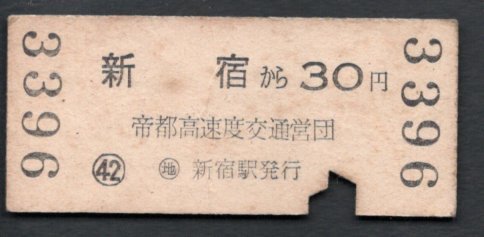 3396
新 宿から30円
帝都高速度交通営団
㊷ ㊞ 新宿駅発行
3396